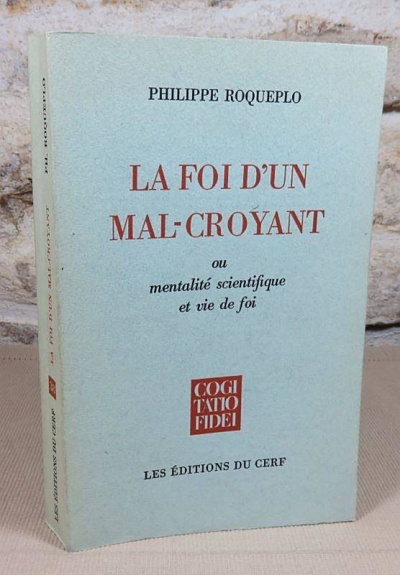 PHILIPPE ROQUEPLO
LA FOI D'UN
MAL-CROYANT
ou
mentalité scientifique
et vie de foi
COGI
TATIO
FIDEI
LES ÉDITIONS DU CERF
PH. ROQUEPLO
LA FOI D'UN MAL-CROYANT
LES ÉDITIONS DU CERF